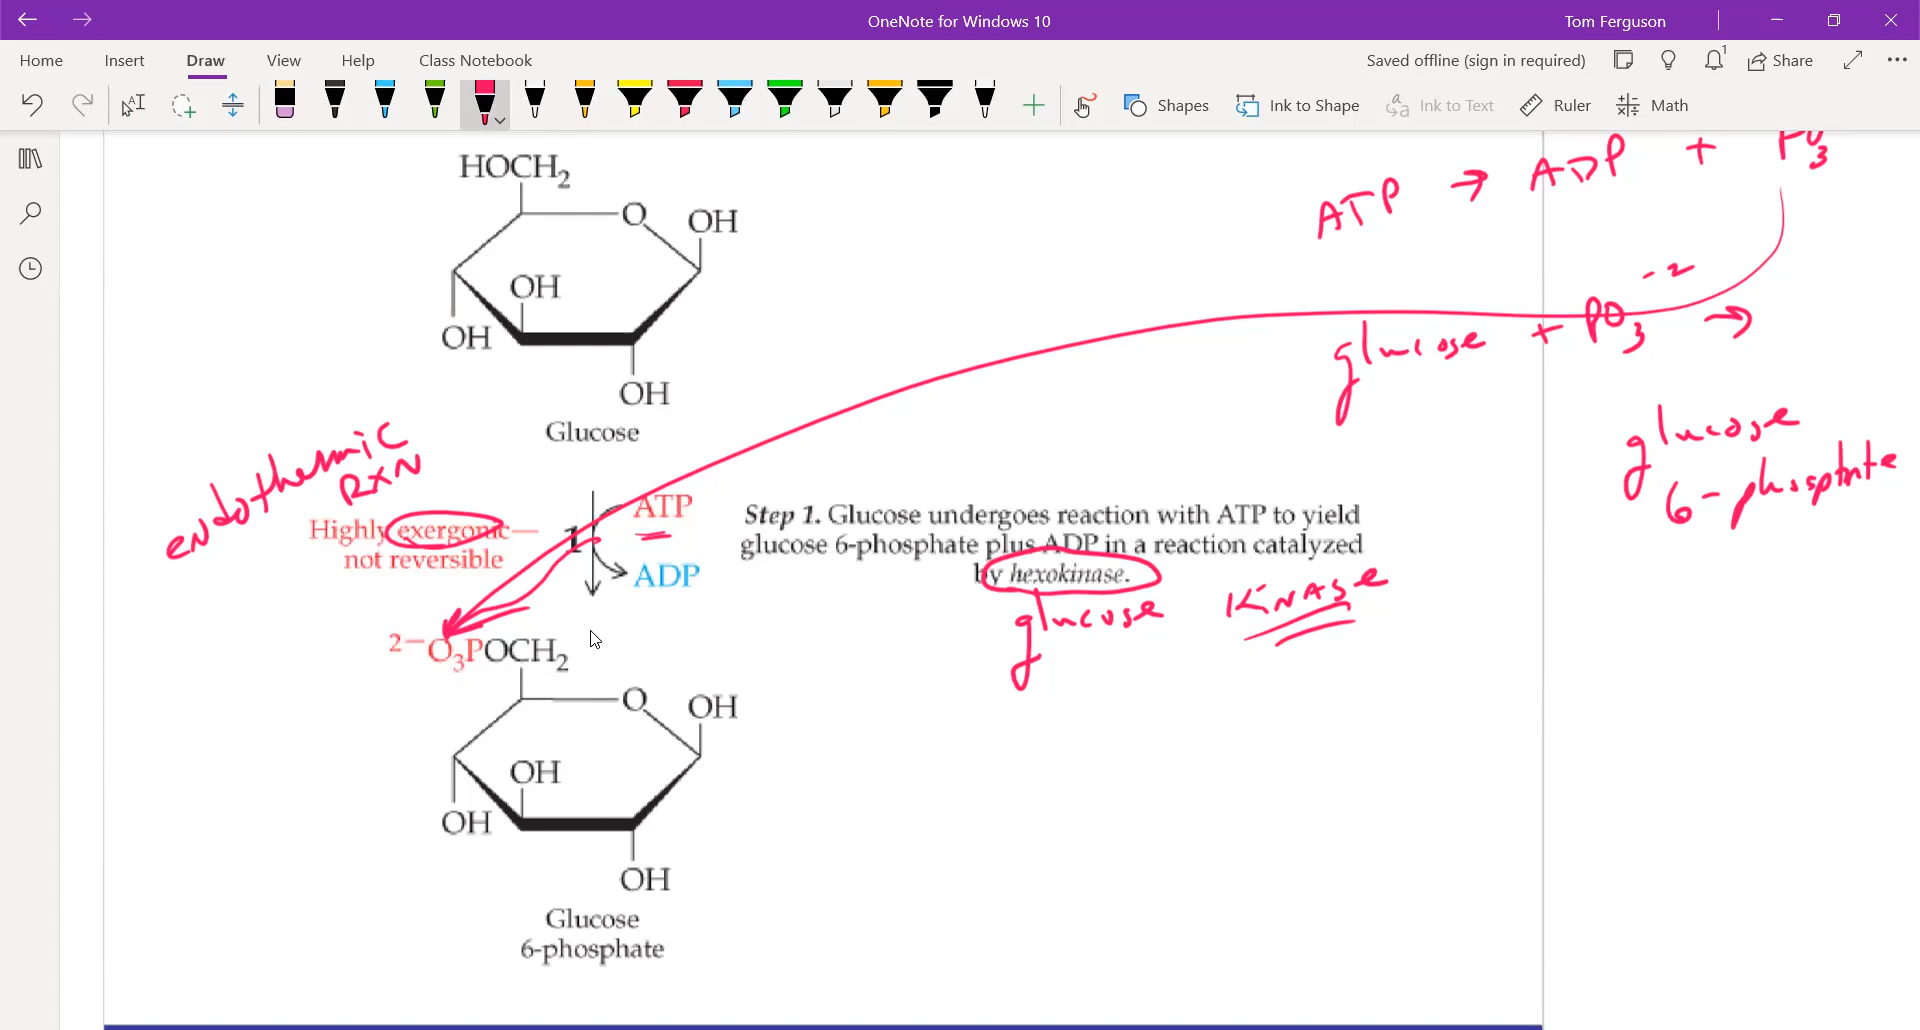 OneNote for Windows 10
Tom Ferguson
Home Insert Draw View Help Class Notebook
Saved offline (sign in required)
1
Share
Shapes
Ink to Shape
Ink to Text
Ruler
Math
ATP → ADP + PO3
HOCH2
O
OH
OH
OH
OH
Glucose
glucose + PO3 -2 →
glucose
6-phosphate
endothermic
RXN
Highly exergonic—
not reversible
1
ATP
ADP
Step 1. Glucose undergoes reaction with ATP to yield
glucose 6-phosphate plus ADP in a reaction catalyzed
by hexokinase.
glucose KINASE
2−O3POCH2
O
OH
OH
OH
OH
Glucose
6-phosphate